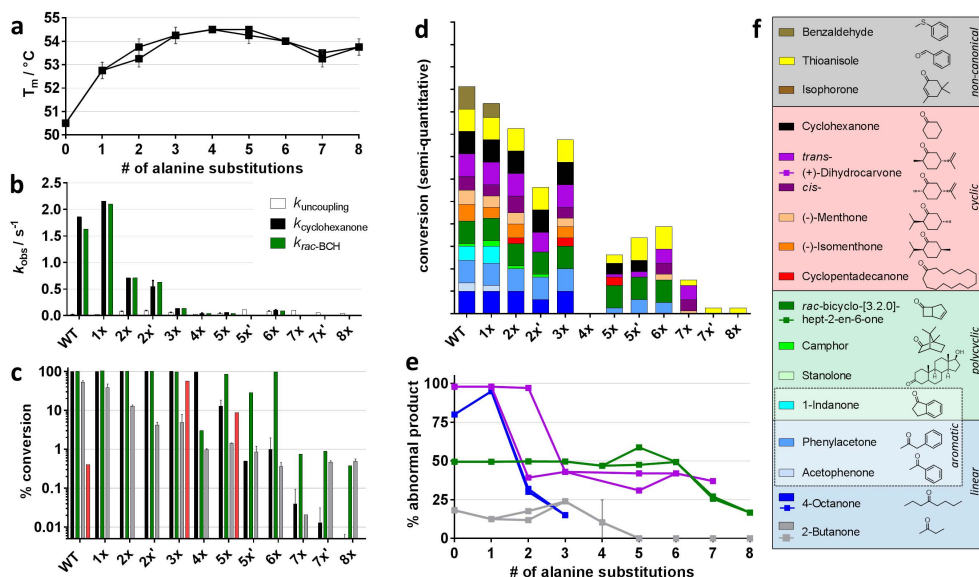 a
T_m / °C
55
54
53
52
51
50
0 1 2 3 4 5 6 7 8
# of alanine substitutions
b
k_obs / s⁻¹
2.5
2.0
1.5
1.0
0.5
0.0
k_uncoupling
k_cyclohexanone
k_rac-BCH
WT 1x 2x 2x' 3x 4x 5x 5x' 6x 7x 7x' 8x
c
% conversion
100
10
1
0.1
0.01
WT 1x 2x 2x' 3x 4x 5x 5x' 6x 7x 7x' 8x
d
conversion (semi-quantitative)
WT 1x 2x 2x' 3x 4x 5x 5x' 6x 7x 7x' 8x
e
% abnormal product
100
75
50
25
0
0 1 2 3 4 5 6 7 8
# of alanine substitutions
f
Benzaldehyde
S
Thioanisole
O
Isophorone
O
non-canonical
Cyclohexanone
O
trans-
(+)-Dihydrocarvone
cis-
O
O
(-)-Menthone
O
(-)-Isomenthone
O
Cyclopentadecanone
O
cyclic
rac-bicyclo-[3.2.0]-
hept-2-en-6-one
O
Camphor
O
Stanolone
OH
H
H
H
O
polycyclic
1-Indanone
O
Phenylacetone
O
Acetophenone
O
aromatic
4-Octanone
O
2-Butanone
O
linear